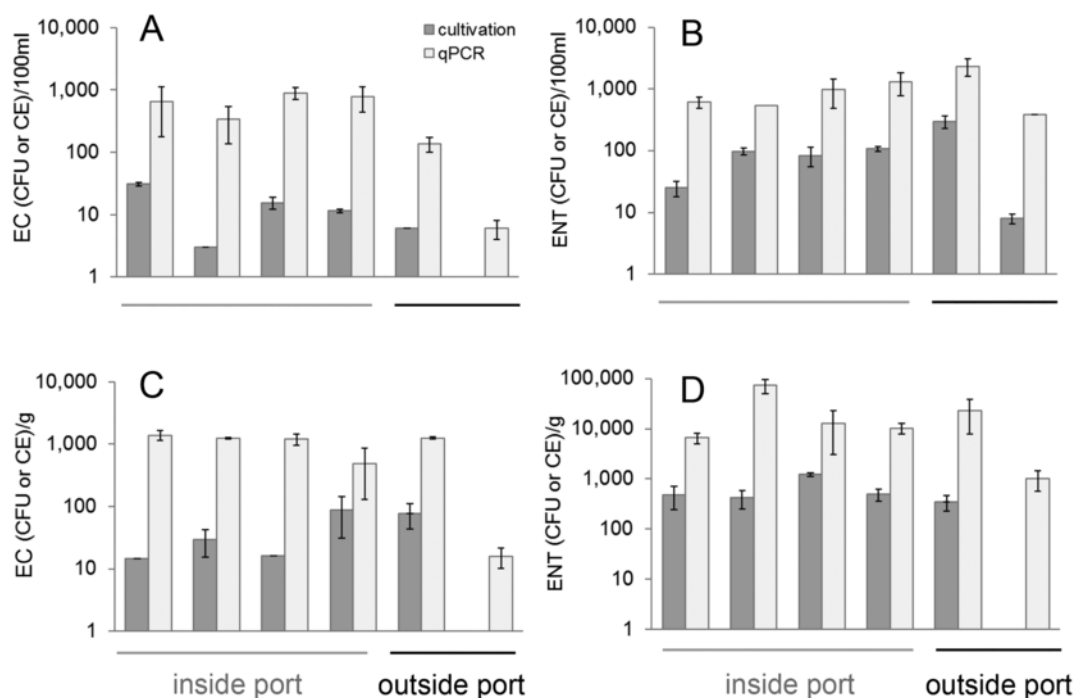 A
EC (CFU or CE)/100ml
10,000
1,000
100
10
1
cultivation
qPCR
B
ENT (CFU or CE)/100ml
10,000
1,000
100
10
1
C
EC (CFU or CE)/g
10,000
1,000
100
10
1
inside port
outside port
D
ENT (CFU or CE)/g
100,000
10,000
1,000
100
10
1
inside port
outside port